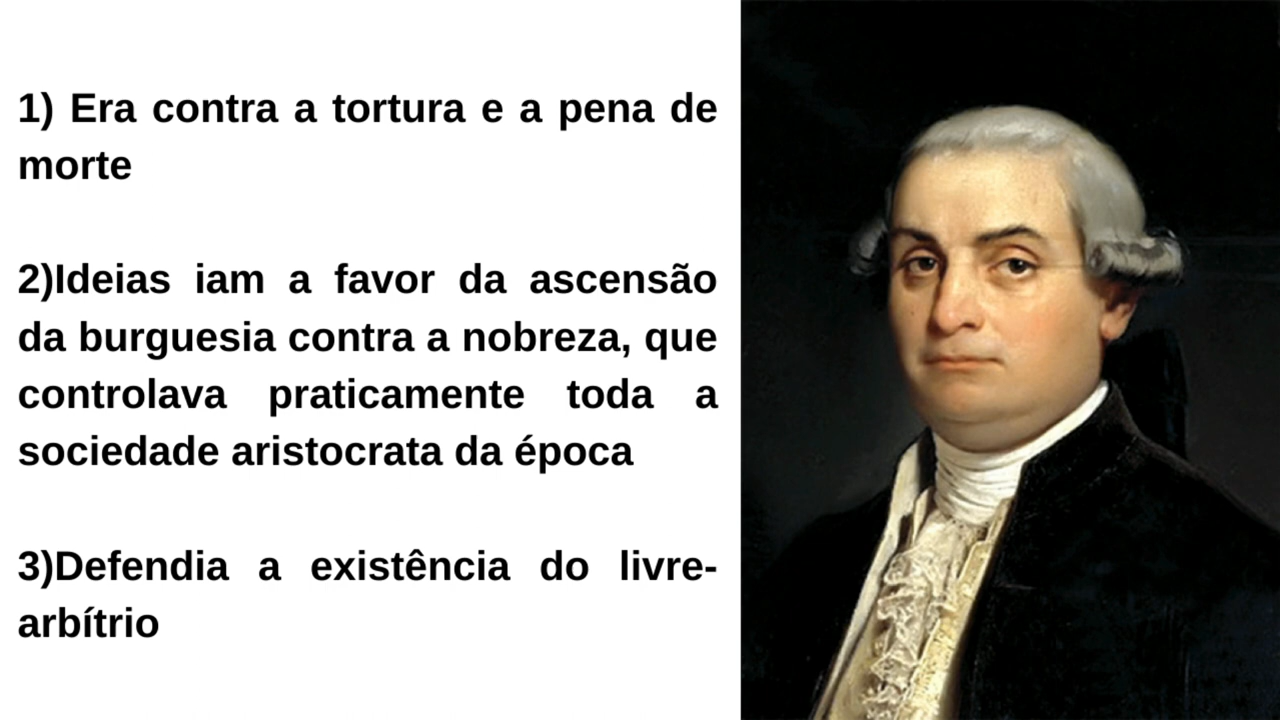 1) Era contra a tortura e a pena de
morte
2)Ideias iam a favor da ascensão
da burguesia contra a nobreza, que
controlava praticamente toda a
sociedade aristocrata da época
3)Defendia a existência do livre-
arbítrio